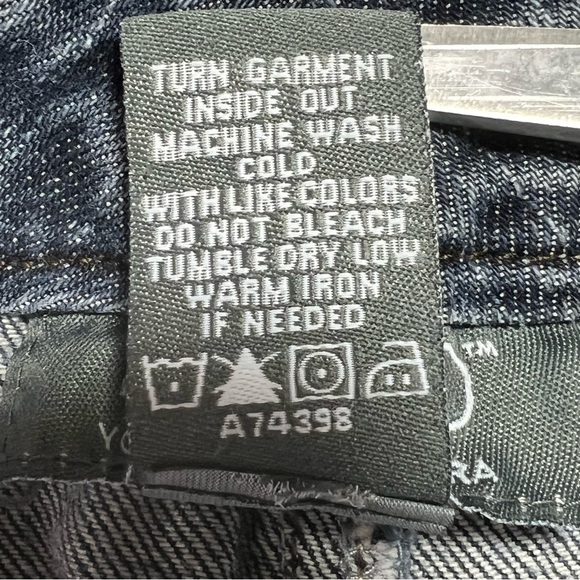 TURN GARMENT
INSIDE OUT
MACHINE WASH
COLD
WITH LIKE COLORS
DO NOT BLEACH
TUMBLE DRY LOW
WARM IRON
IF NEEDED
A74398
TM